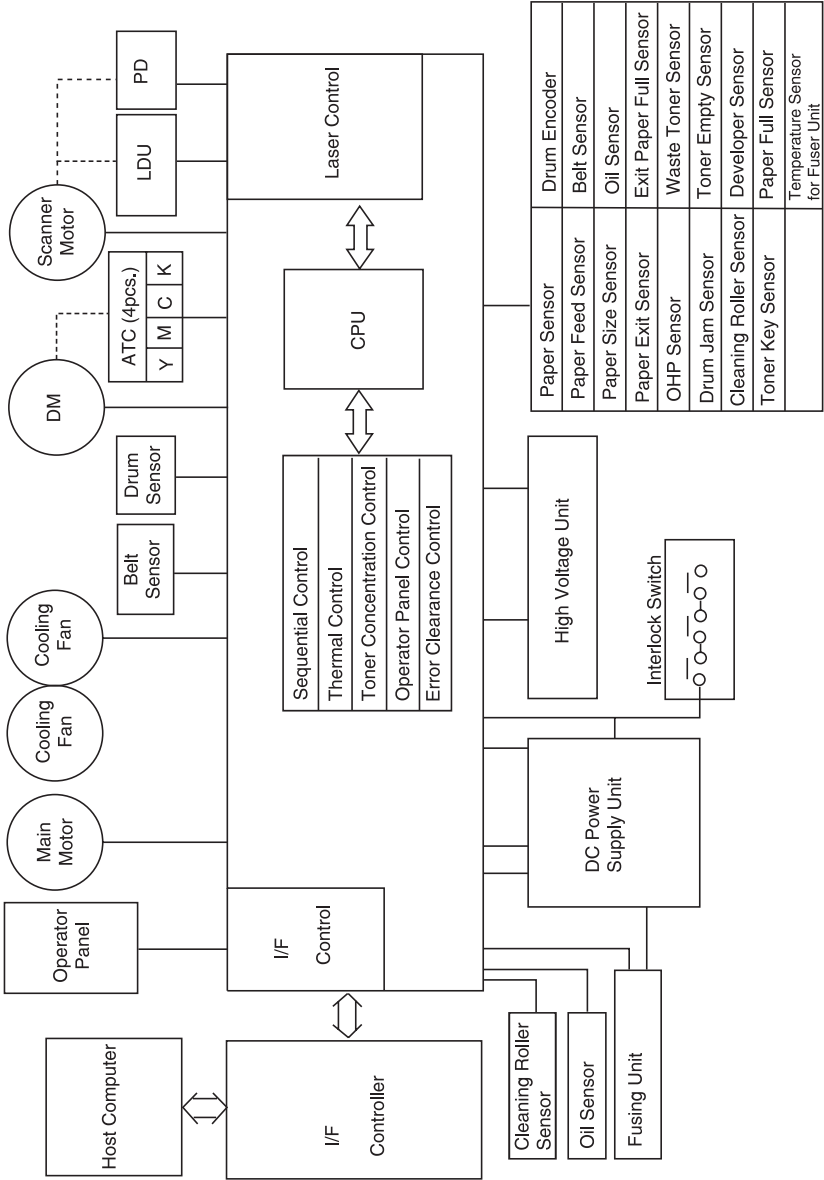 Host Computer
I/F
Controller
Operator
Panel
Main
Motor
Cooling
Fan
Cooling
Fan
Belt
Sensor
Drum
Sensor
DM
ATC (4pcs.)
Y M C K
Scanner
Motor
LDU
PD
I/F
Control
Sequential Control
Thermal Control
Toner Concentration Control
Operator Panel Control
Error Clearance Control
CPU
Laser Control
Cleaning Roller
Sensor
Oil Sensor
Fusing Unit
DC Power
Supply Unit
Interlock Switch
High Voltage Unit
Paper Sensor Drum Encoder
Paper Feed Sensor Belt Sensor
Paper Size Sensor Oil Sensor
Paper Exit Sensor Exit Paper Full Sensor
OHP Sensor Waste Toner Sensor
Drum Jam Sensor Toner Empty Sensor
Cleaning Roller Sensor Developer Sensor
Toner Key Sensor Paper Full Sensor
Temperature Sensor
for Fuser Unit